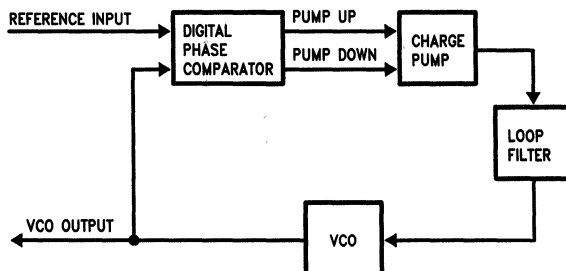 REFERENCE INPUT
DIGITAL
PHASE
COMPARATOR
PUMP UP
PUMP DOWN
CHARGE
PUMP
LOOP
FILTER
VCO
VCO OUTPUT